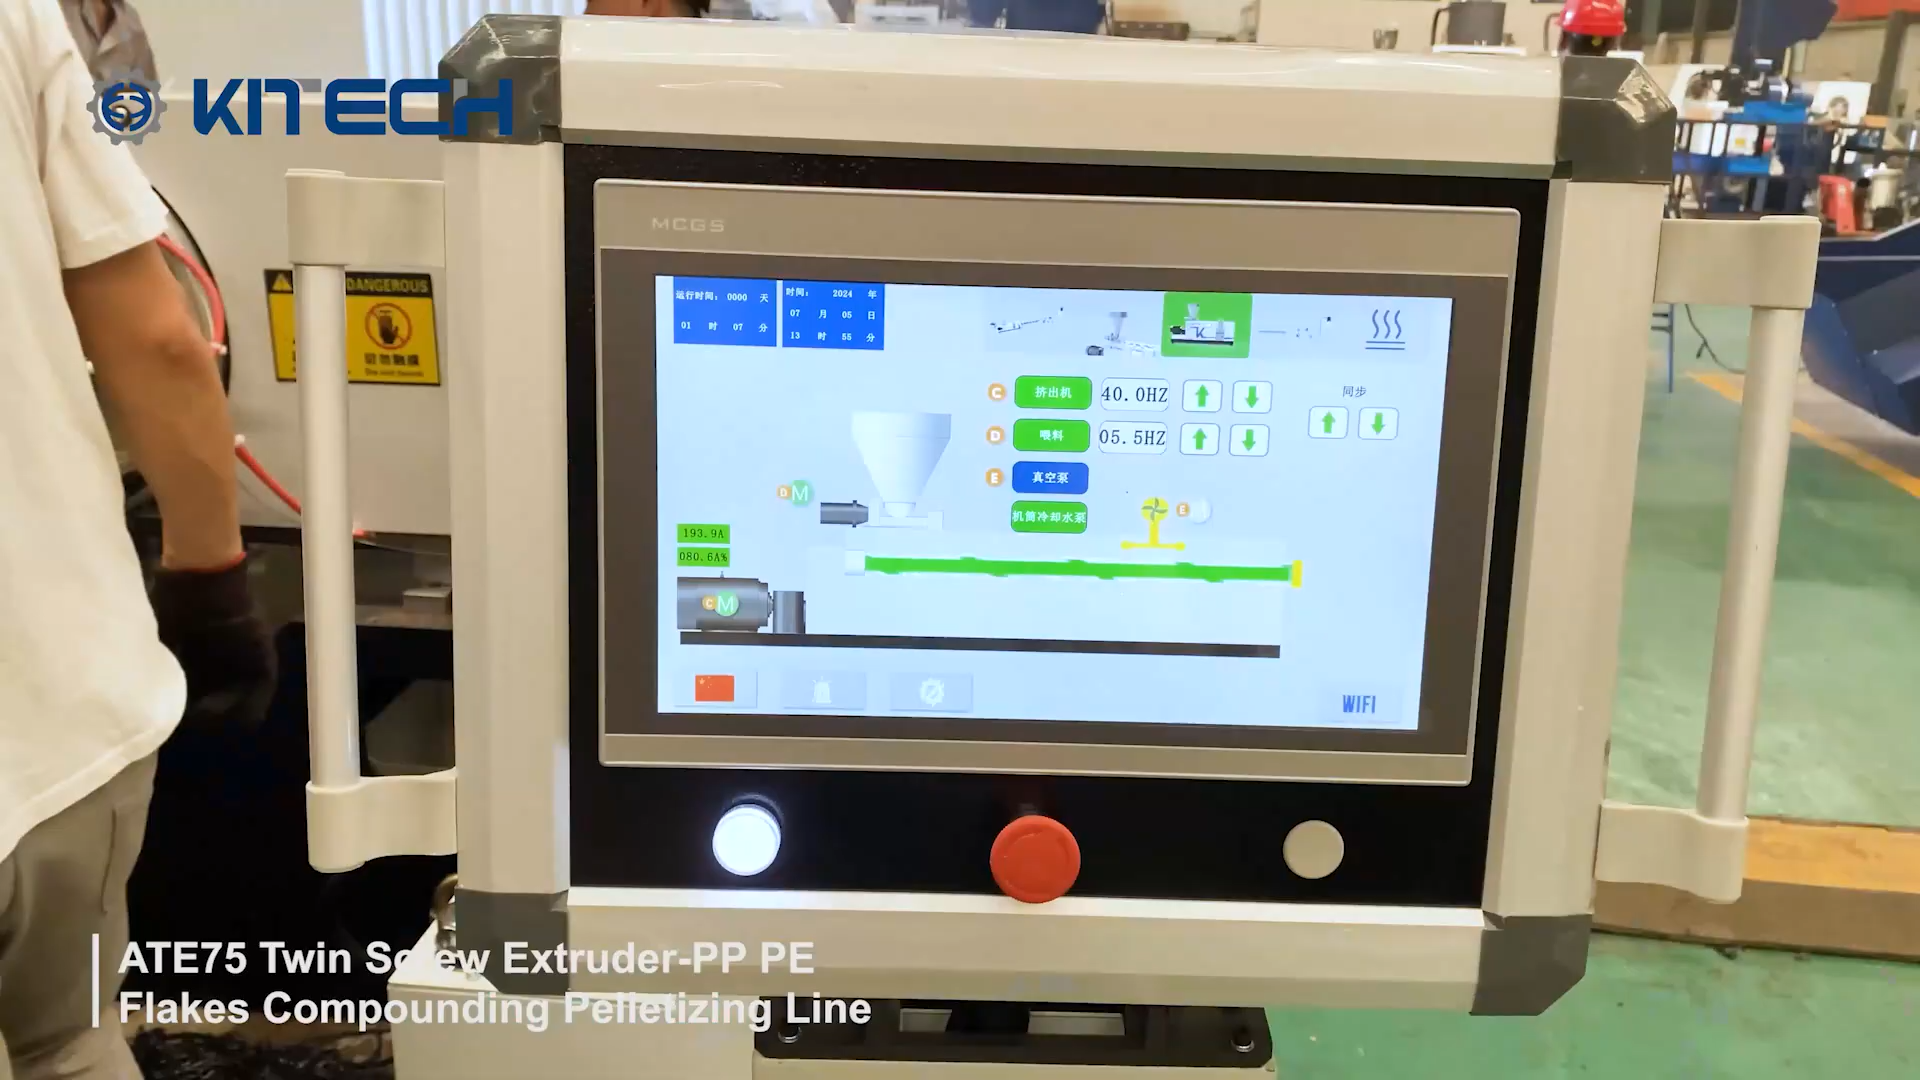 KITECH
DANGEROUS
MCGS
运行时间: 0000 天
01 时 07 分
时间: 2024 年
07 月 05 日
13 时 55 分
K
C 挤出机 40.0HZ
同步
D 喂料 05.5HZ
E 真空泵
机筒冷却水泵
D M
E
193.9A
080.6A%
C M
WIFI
ATE75 Twin Screw Extruder-PP PE
Flakes Compounding Pelletizing Line